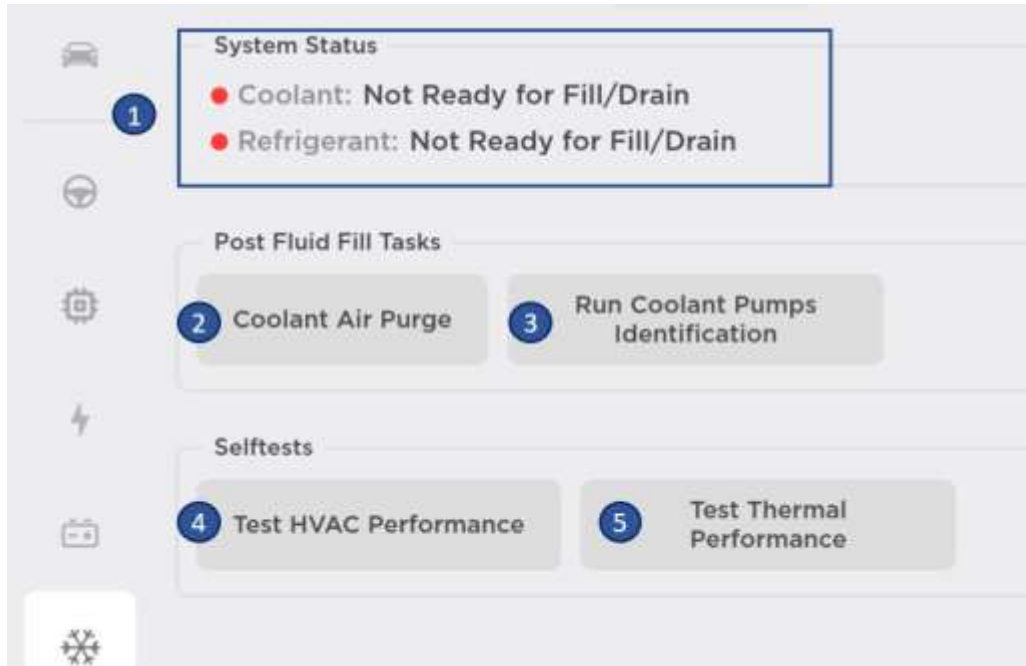 System Status
1
Coolant: Not Ready for Fill/Drain
Refrigerant: Not Ready for Fill/Drain
Post Fluid Fill Tasks
2 Coolant Air Purge
3 Run Coolant Pumps
Identification
Selftests
4 Test HVAC Performance
5 Test Thermal
Performance